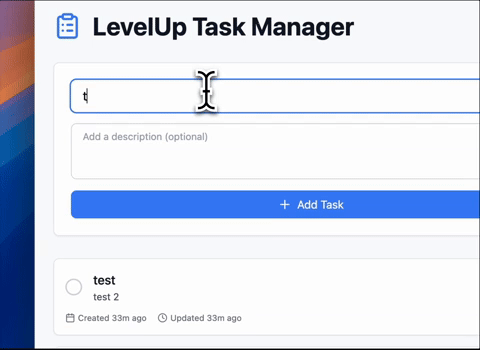 LevelUp Task Manager
t
Add a description (optional)
+ Add Task
test
test 2
Created 33m ago Updated 33m ago